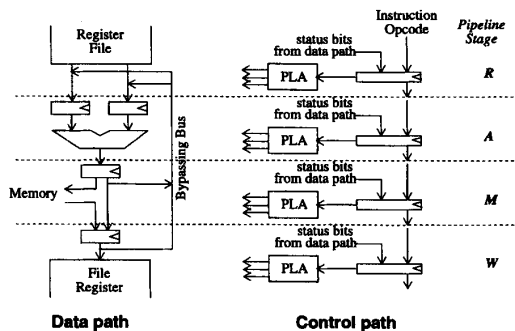 Register
File
Memory
Bypassing Bus
File
Register
Data path
Instruction
Opcode
Pipeline
Stage
status bits
from data path
PLA
R
status bits
from data path
PLA
A
status bits
from data path
PLA
M
status bits
from data path
PLA
W
Control path